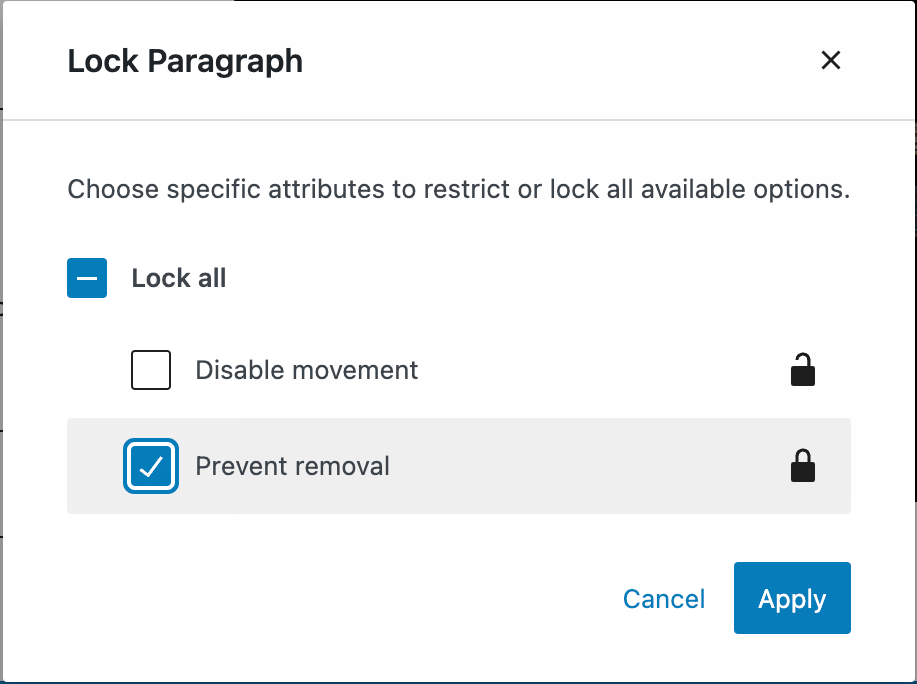 Lock Paragraph
Choose specific attributes to restrict or lock all available options.
Lock all
Disable movement
Prevent removal
Cancel
Apply